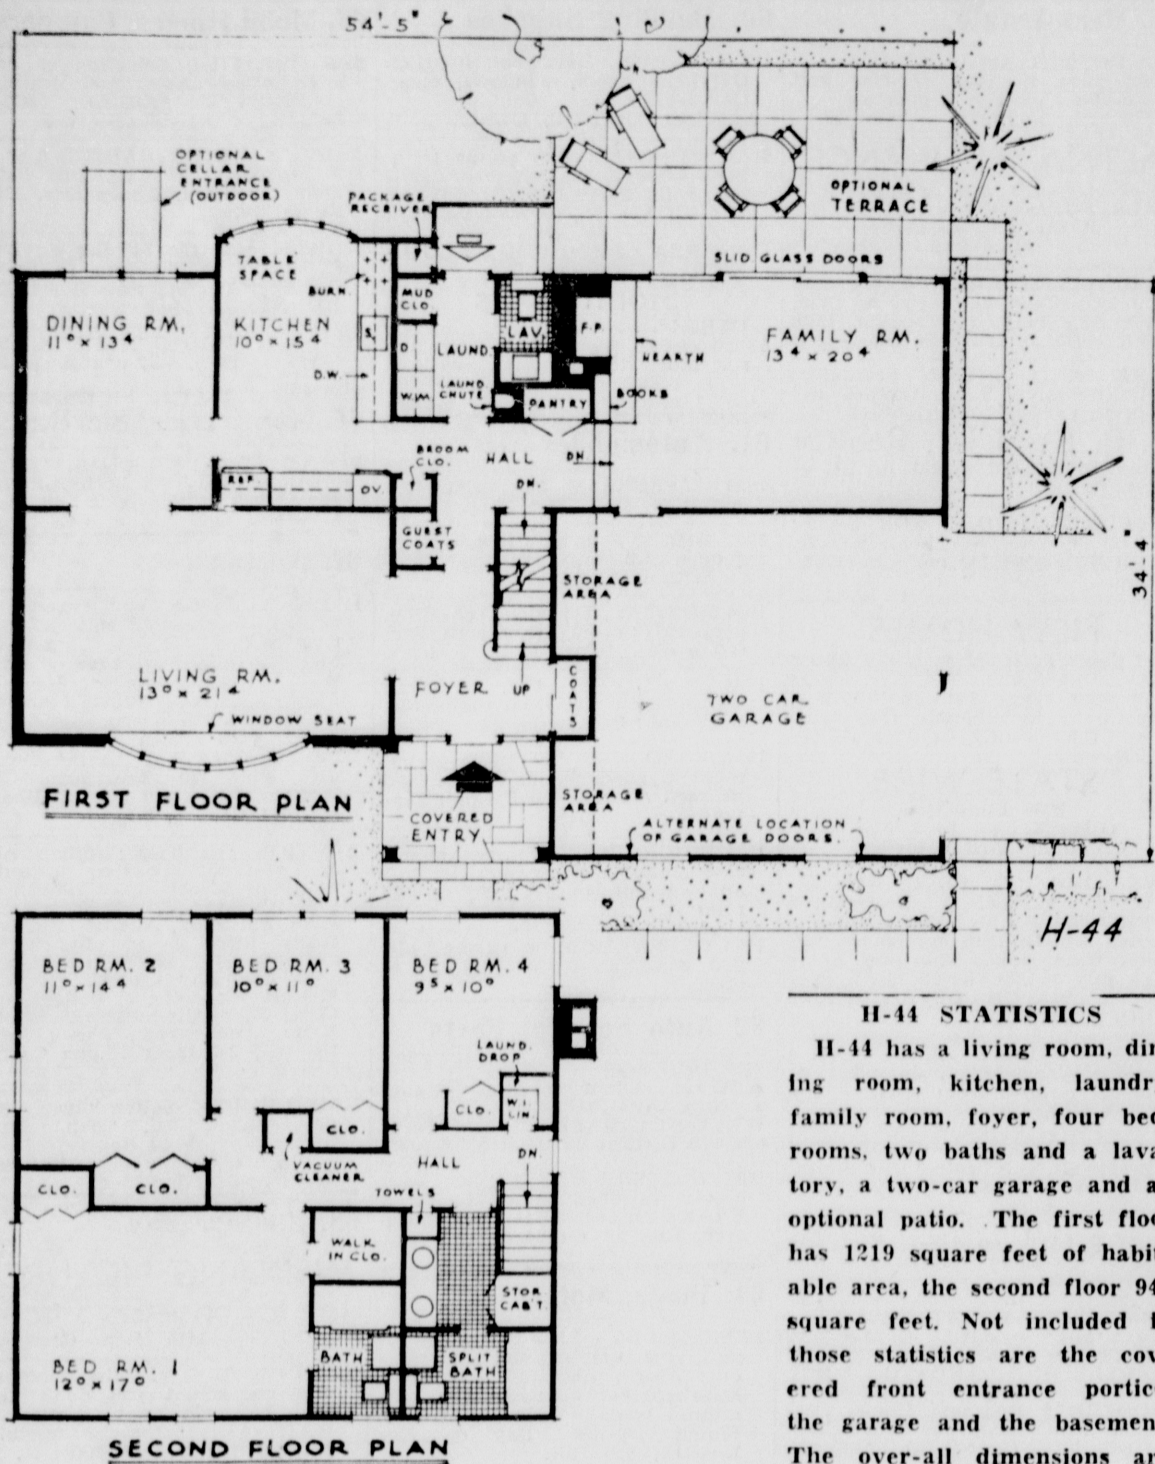 54'-5"
OPTIONAL
CELLAR
ENTRANCE
(OUTDOOR)
PACKAGE
RECEIVER
OPTIONAL
TERRACE
TABLE
SPACE
BURN.
SLID GLASS DOORS
DINING RM.
11⁰ x 13⁴
KITCHEN
10⁰ x 15⁴
S.
D.W.
MUD
CLO.
D
W.M.
LAUND.
LAUND
CHUTE
LAV.
F.P.
HEARTH
FAMILY RM.
13⁴ x 20⁴
PANTRY
BOOKS
BROOM
CLO.
HALL
DN.
DN.
REF.
OV.
GUEST
COATS
STORAGE
AREA
34'-4"
LIVING RM.
13⁰ x 21⁴
WINDOW SEAT
FOYER
UP
COATS
TWO CAR
GARAGE
FIRST FLOOR PLAN
COVERED
ENTRY
STORAGE
AREA
ALTERNATE LOCATION
OF GARAGE DOORS.
H-44
BED RM. 2
11⁰ x 14⁴
BED RM. 3
10⁰ x 11⁰
BED RM. 4
9⁵ x 10⁰
LAUND.
DROP
CLO.
W.I.
LIN.
CLO.
VACUUM
CLEANER
HALL
DN.
CLO.
CLO.
TOWELS
WALK
IN CLO.
STOR
CAB'T.
BED RM. 1
12⁰ x 17⁰
BATH
SPLIT
BATH
SECOND FLOOR PLAN
H-44 STATISTICS
H-44 has a living room, din
ing room, kitchen, laundr
family room, foyer, four bed
rooms, two baths and a lava
tory, a two-car garage and a
optional patio. The first floo
has 1219 square feet of habit
able area, the second floor 94
square feet. Not included i
those statistics are the cov
ered front entrance portic
the garage and the basemen
The over-all dimensions ar